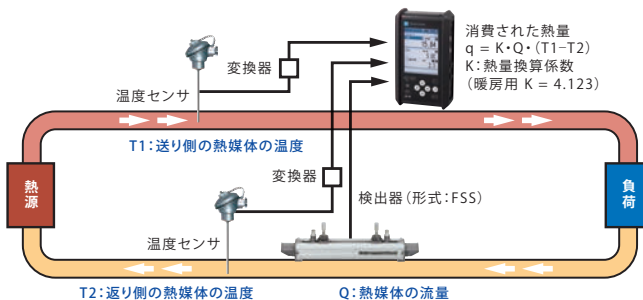 消費された熱量
q = K・Q・(T1−T2)
K：熱量換算係数
(暖房用 K = 4.123)
変換器
温度センサ
T1：送り側の熱媒体の温度
熱源
負荷
変換器
検出器（形式：FSS）
温度センサ
T2：返り側の熱媒体の温度
Q：熱媒体の流量